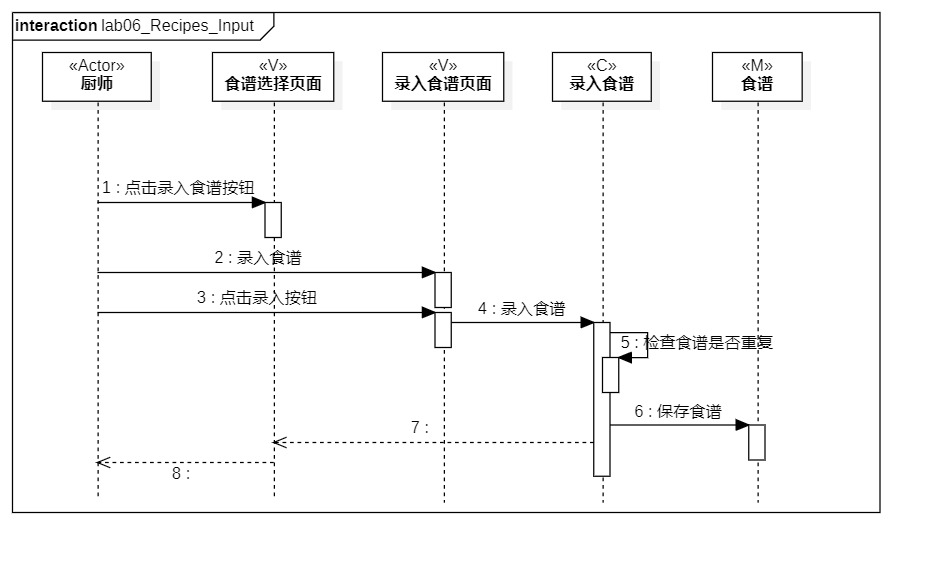 interaction lab06_Recipes_Input
«Actor»
厨师
«V»
食谱选择页面
«V»
录入食谱页面
«C»
录入食谱
«M»
食谱
1 : 点击录入食谱按钮
2 : 录入食谱
3 : 点击录入按钮
4 : 录入食谱
5 : 检查食谱是否重复
6 : 保存食谱
7 :
8 :